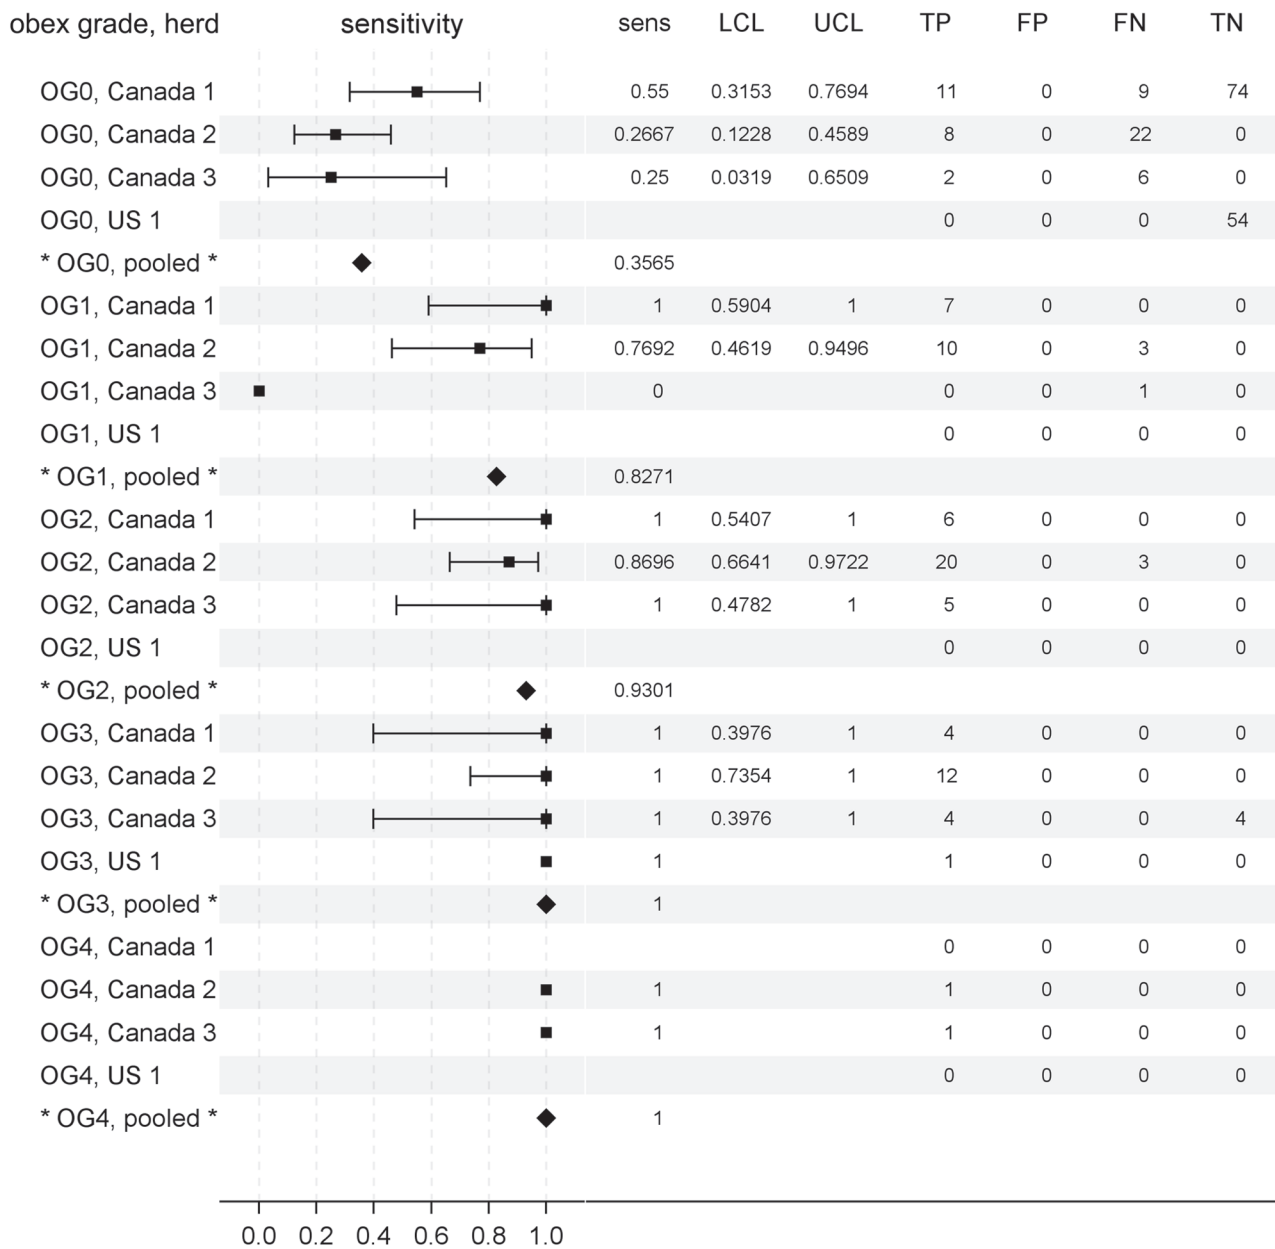 obex grade, herd sensitivity sens LCL UCL TP FP FN TN
OG0, Canada 1 0.55 0.3153 0.7694 11 0 9 74
OG0, Canada 2 0.2667 0.1228 0.4589 8 0 22 0
OG0, Canada 3 0.25 0.0319 0.6509 2 0 6 0
OG0, US 1 0 0 0 54
* OG0, pooled * 0.3565
OG1, Canada 1 1 0.5904 1 7 0 0 0
OG1, Canada 2 0.7692 0.4619 0.9496 10 0 3 0
OG1, Canada 3 0 0 0 1 0
OG1, US 1 0 0 0 0
* OG1, pooled * 0.8271
OG2, Canada 1 1 0.5407 1 6 0 0 0
OG2, Canada 2 0.8696 0.6641 0.9722 20 0 3 0
OG2, Canada 3 1 0.4782 1 5 0 0 0
OG2, US 1 0 0 0 0
* OG2, pooled * 0.9301
OG3, Canada 1 1 0.3976 1 4 0 0 0
OG3, Canada 2 1 0.7354 1 12 0 0 0
OG3, Canada 3 1 0.3976 1 4 0 0 4
OG3, US 1 1 1 0 0 0
* OG3, pooled * 1
OG4, Canada 1 0 0 0 0
OG4, Canada 2 1 1 0 0 0
OG4, Canada 3 1 1 0 0 0
OG4, US 1 0 0 0 0
* OG4, pooled * 1
0.0 0.2 0.4 0.6 0.8 1.0